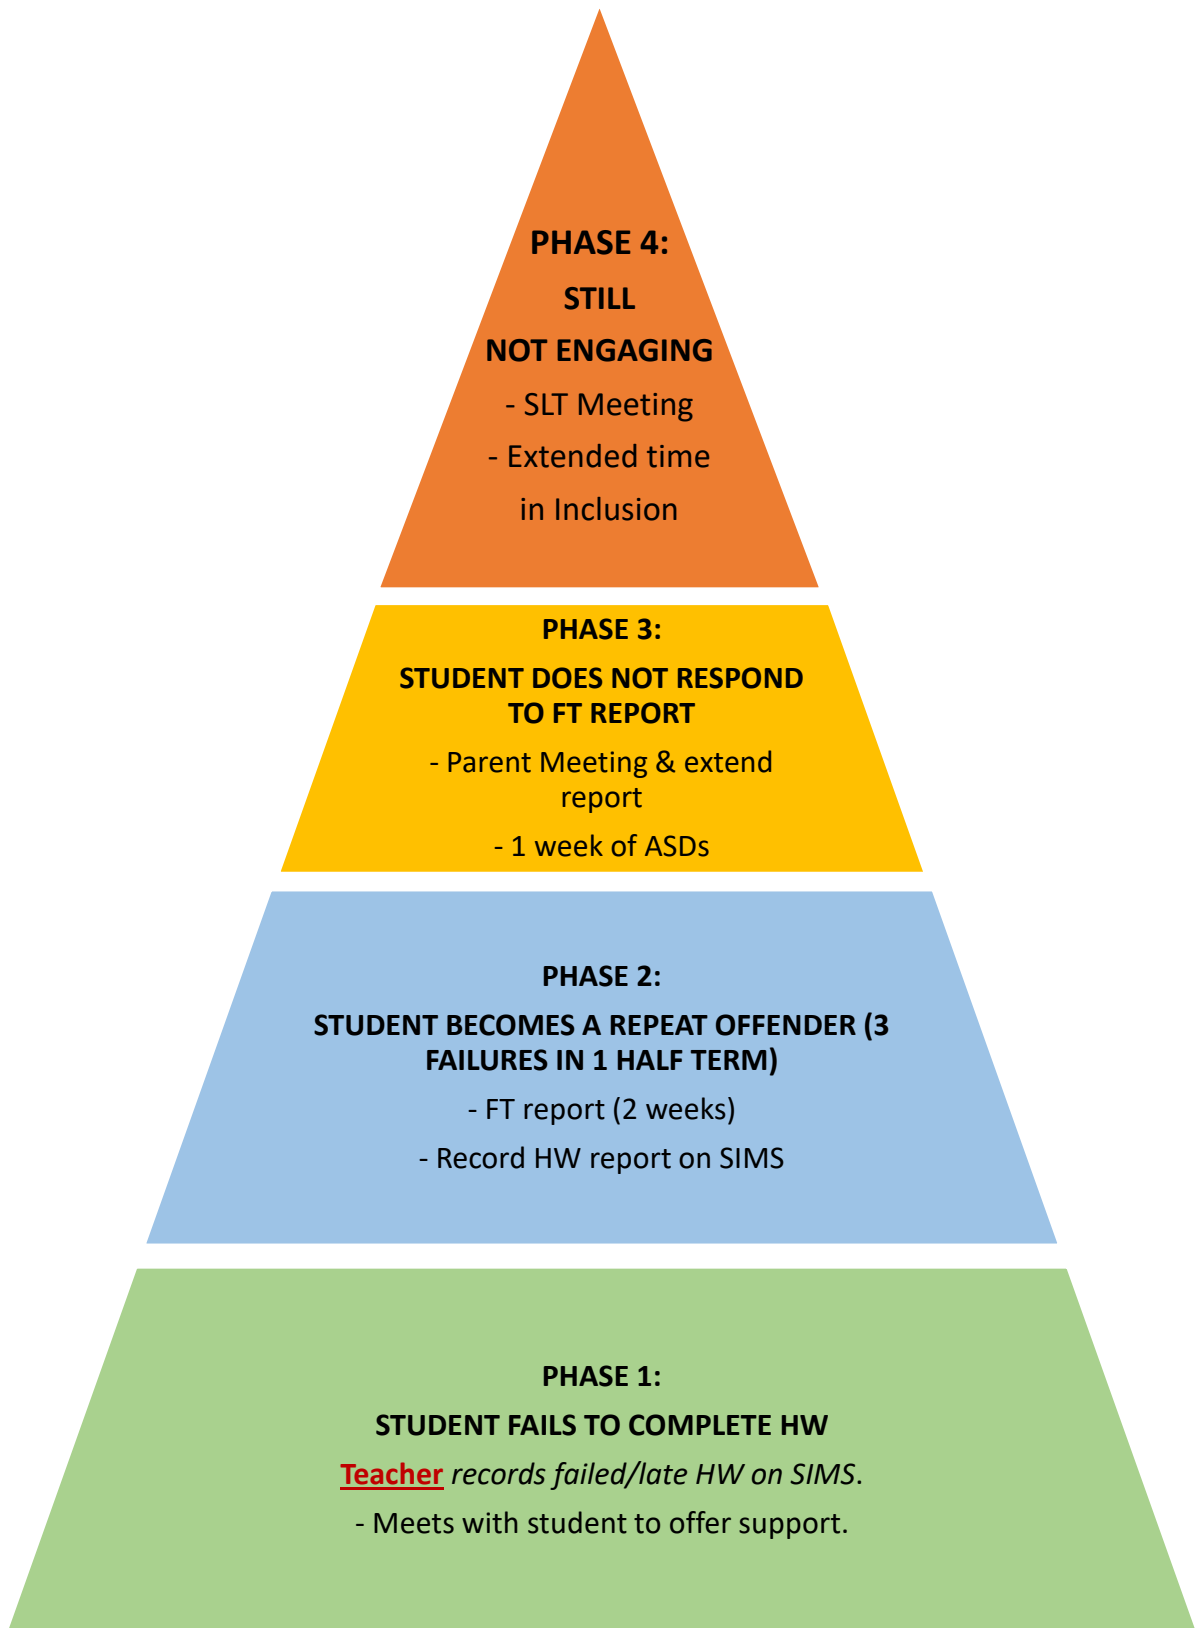 PHASE 4:
STILL
NOT ENGAGING
- SLT Meeting
- Extended time
in Inclusion
PHASE 3:
STUDENT DOES NOT RESPOND
TO FT REPORT
- Parent Meeting & extend
report
- 1 week of ASDs
PHASE 2:
STUDENT BECOMES A REPEAT OFFENDER (3
FAILURES IN 1 HALF TERM)
- FT report (2 weeks)
- Record HW report on SIMS
PHASE 1:
STUDENT FAILS TO COMPLETE HW
Teacher records failed/late HW on SIMS.
- Meets with student to offer support.